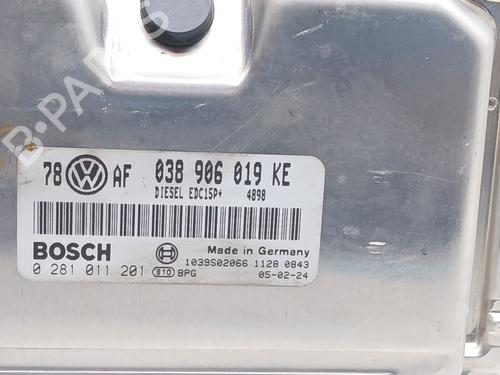 B-PARTS
78 AF 038 906 019 KE
DIESEL EDC15P+ 4898
BOSCH
Made in Germany
1039S02066 1128 0843
0 281 011 201 810 BPG 05-02-24